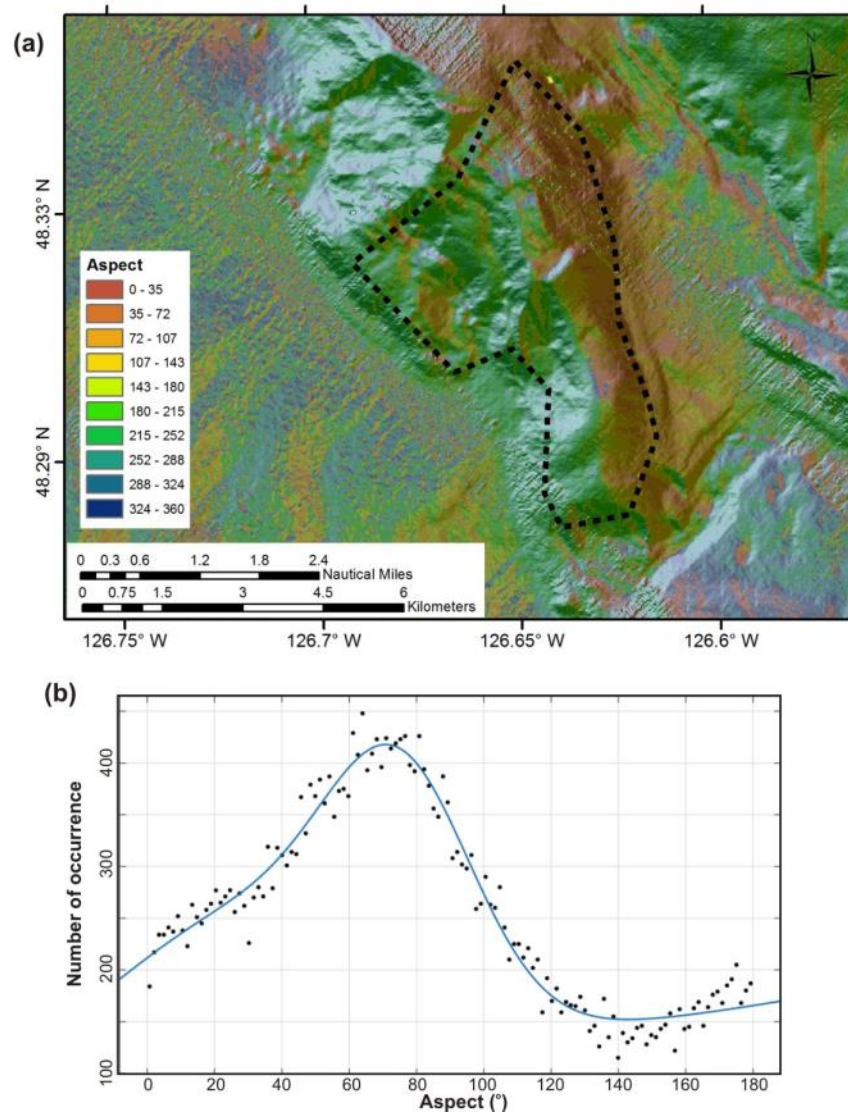 (a)
N
48.33° N
48.29° N
Aspect
0 - 35
35 - 72
72 - 107
107 - 143
143 - 180
180 - 215
215 - 252
252 - 288
288 - 324
324 - 360
0 0.3 0.6 1.2 1.8 2.4
Nautical Miles
0 0.75 1.5 3 4.5 6
Kilometers
126.75° W 126.7° W 126.65° W 126.6° W
(b)
Number of occurrence
400
300
200
100
0 20 40 60 80 100 120 140 160 180
Aspect (°)